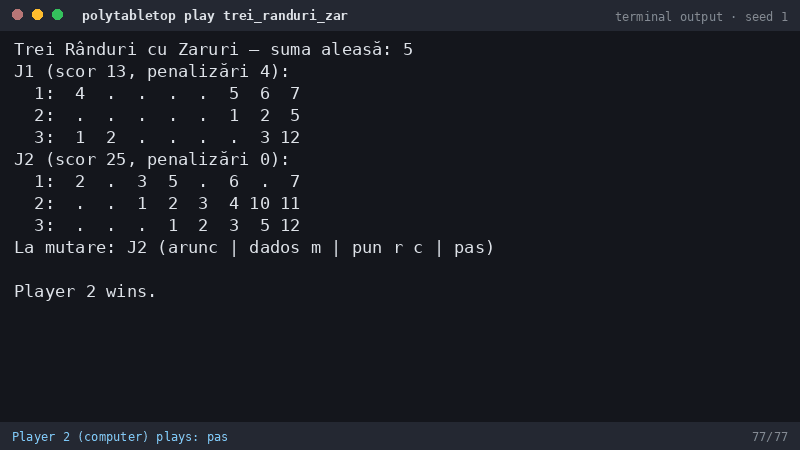 polytabletop play trei_randuri_zar
terminal output · seed 1
Trei Rânduri cu Zaruri — suma aleasă: 5
J1 (scor 13, penalizări 4):
  1:  4  .  .  .  .  5  6  7
  2:  .  .  .  .  .  1  2  5
  3:  1  2  .  .  .  .  3 12
J2 (scor 25, penalizări 0):
  1:  2  .  3  5  .  6  .  7
  2:  .  .  1  2  3  4 10 11
  3:  .  .  .  1  2  3  5 12
La mutare: J2 (arunc | dados m | pun r c | pas)
Player 2 wins.
Player 2 (computer) plays: pas
77/77